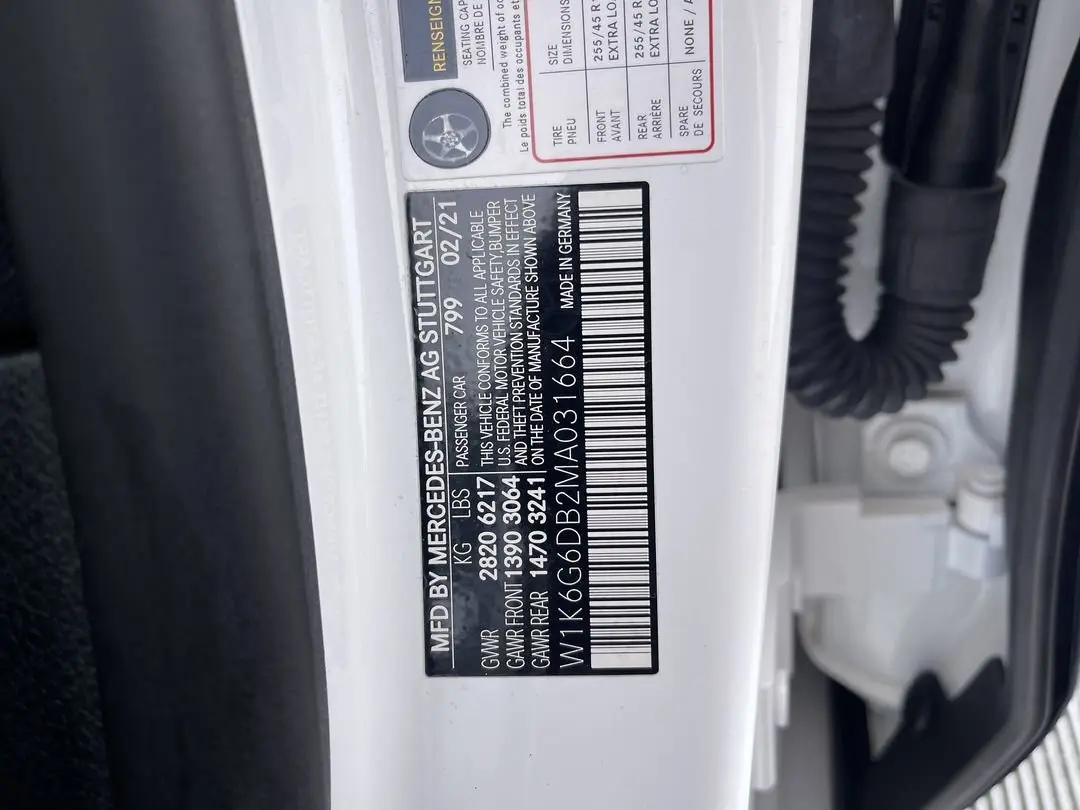 RENSEIGN
SEATING CAP
NOMBRE DE
The combined weight of oc
Le poids total des occupants et
TIRE SIZE
PNEU DIMENSIONS
FRONT 255/45 R
AVANT EXTRA LO
REAR 255/45 R
ARRIÈRE EXTRA LO
SPARE NONE / A
DE SECOURS
MFD BY MERCEDES-BENZ AG STUTTGART
KG LBS PASSENGER CAR 799 02/21
GVWR 2820 6217 THIS VEHICLE CONFORMS TO ALL APPLICABLE
U.S. FEDERAL MOTOR VEHICLE SAFETY,BUMPER
GAWR FRONT 1390 3064 AND THEFT PREVENTION STANDARDS IN EFFECT
GAWR REAR 1470 3241 ON THE DATE OF MANUFACTURE SHOWN ABOVE
W1K6G6DB2MA031664 MADE IN GERMANY